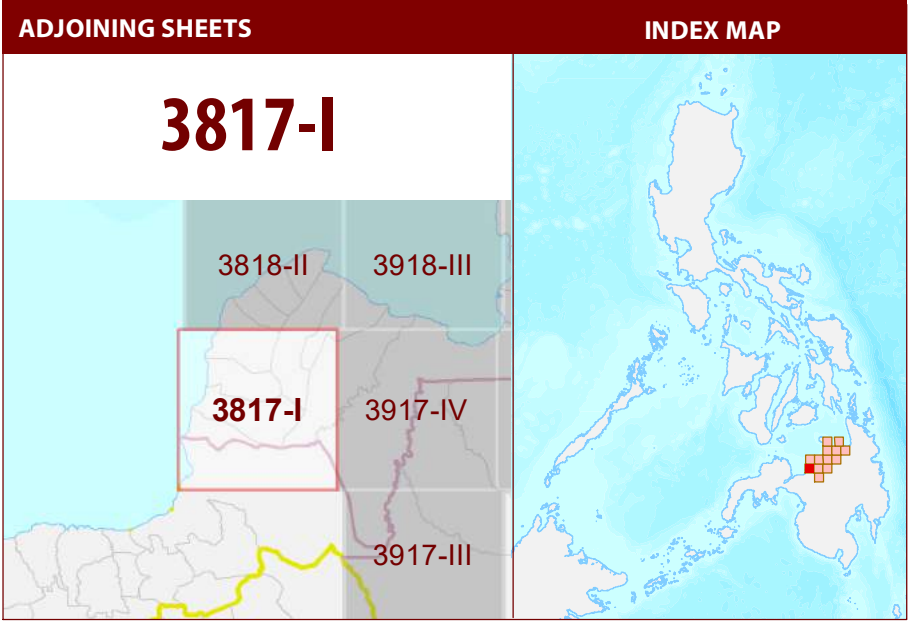 ADJOINING SHEETS
INDEX MAP
3817-I
3818-II
3918-III
3817-I
3917-IV
3917-III